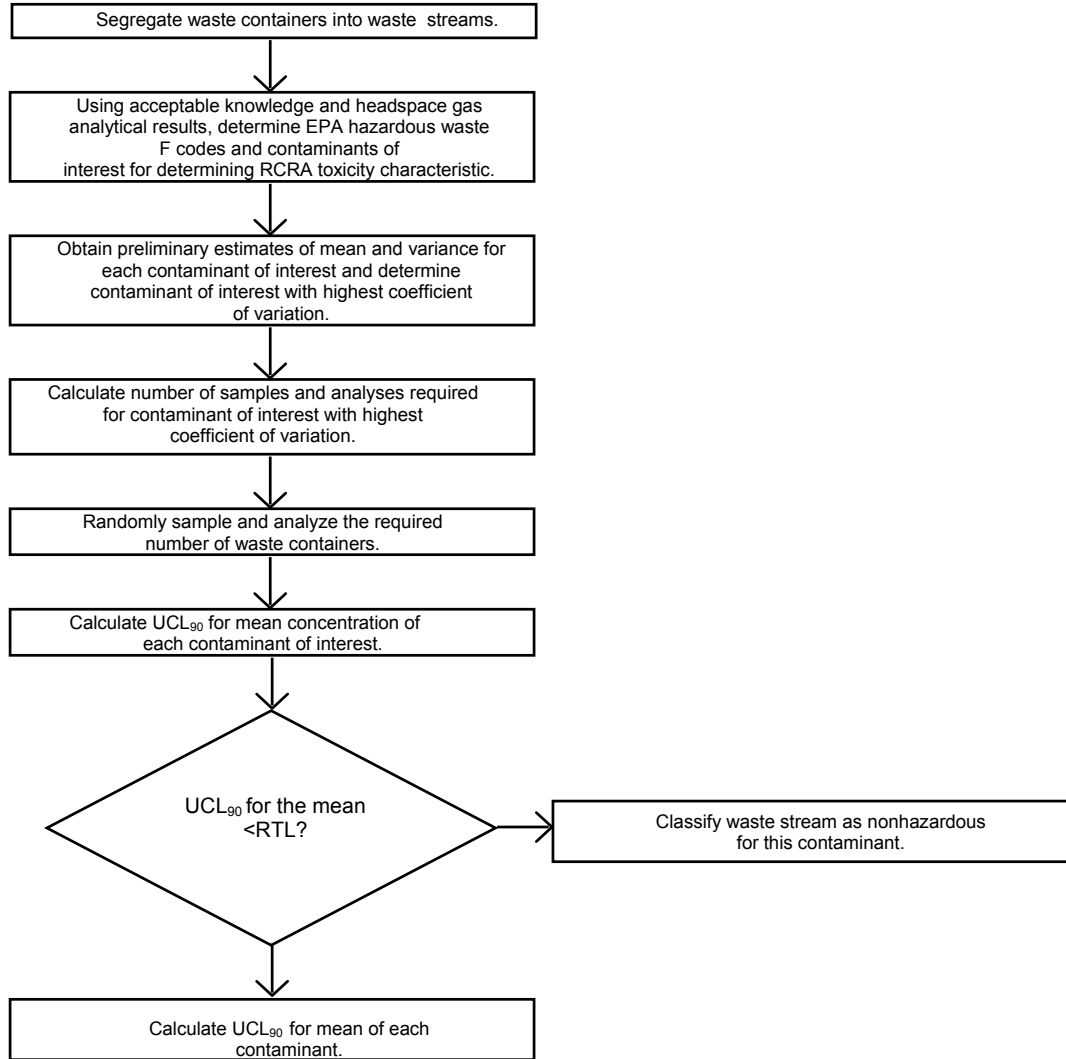 Segregate waste containers into waste streams.
Using acceptable knowledge and headspace gas
analytical results, determine EPA hazardous waste
F codes and contaminants of
interest for determining RCRA toxicity characteristic.
Obtain preliminary estimates of mean and variance for
each contaminant of interest and determine
contaminant of interest with highest coefficient
of variation.
Calculate number of samples and analyses required
for contaminant of interest with highest
coefficient of variation.
Randomly sample and analyze the required
number of waste containers.
Calculate UCL₉₀ for mean concentration of
each contaminant of interest.
UCL₉₀ for the mean
<RTL?
Classify waste stream as nonhazardous
for this contaminant.
Calculate UCL₉₀ for mean of each
contaminant.